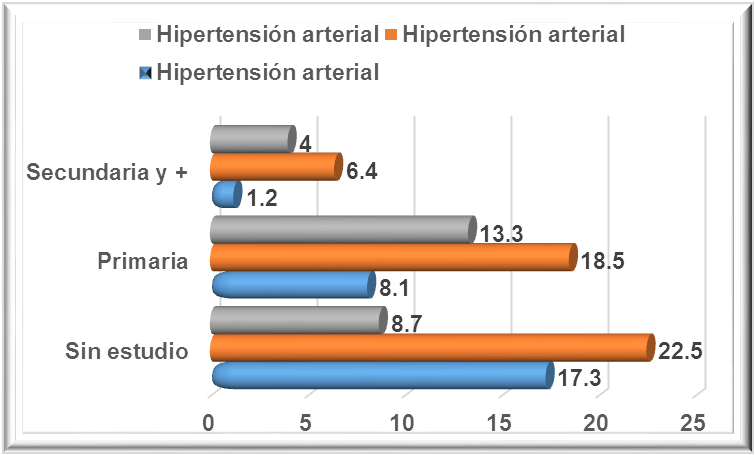 Hipertensión arterial Hipertensión arterial
Hipertensión arterial
Secundaria y +
4
6.4
1.2
Primaria
13.3
18.5
8.1
Sin estudio
8.7
22.5
17.3
0 5 10 15 20 25